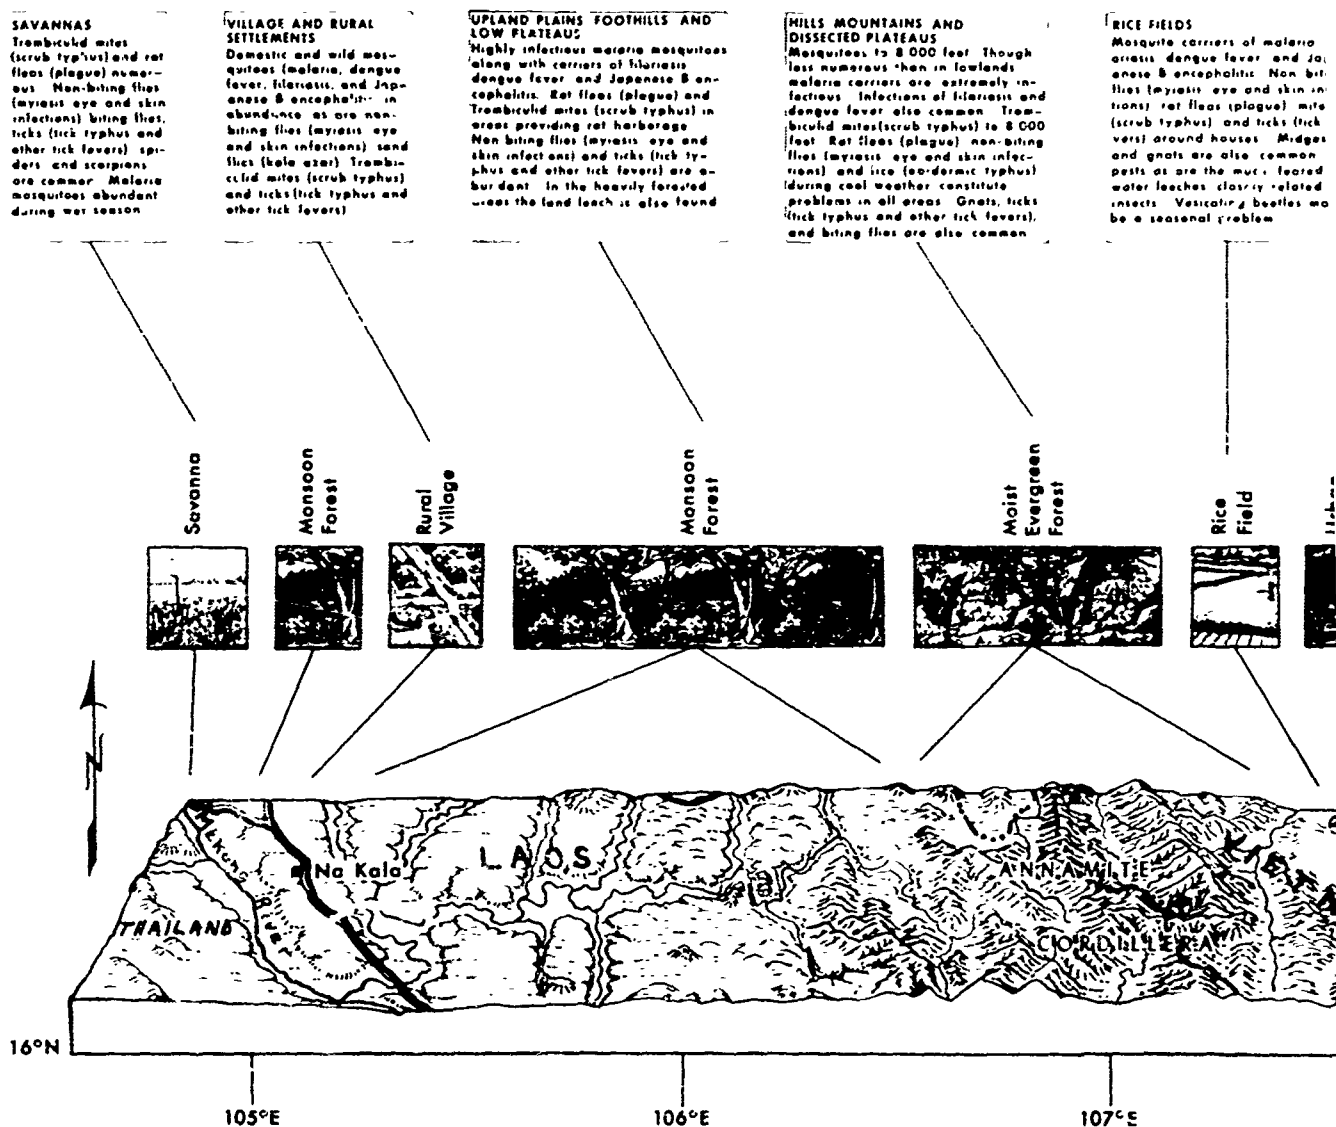 SAVANNAS
Trombiculid mites
(scrub typhus) and rat
fleas (plague) numer-
ous Non-biting flies
(myiasis eye and skin
infections) biting flies,
ticks (tick typhus and
other tick fevers) spi-
ders and scorpions
are common Malaria
mosquitoes abundant
during wet season
VILLAGE AND RURAL
SETTLEMENTS
Domestic and wild mos-
quitoes (malaria, dengue
fever, filariasis, and Jap-
anese B encephalitis in
abundance as are non-
biting flies (myiasis eye
and skin infections) sand
flies (kala azar) Trombi-
culid mites (scrub typhus)
and ticks (tick typhus and
other tick fevers)
UPLAND PLAINS FOOTHILLS AND
LOW PLATEAUS
Highly infectious malaria mosquitoes
along with carriers of filariasis
dengue fever and Japanese B en-
cephalitis. Rat fleas (plague) and
Trombiculid mites (scrub typhus) in
areas providing rat harborage
Non biting flies (myiasis eye and
skin infections) and ticks (tick ty-
phus and other tick fevers) are a-
bundant In the heavily forested
areas the land leech is also found
HILLS MOUNTAINS AND
DISSECTED PLATEAUS
Mosquitoes to 8 000 feet Though
less numerous than in lowlands
malaria carriers are extremely in-
fectious Infections of filariasis and
dengue fever also common Trom-
biculid mites (scrub typhus) to 8 000
feet Rat fleas (plague) non-biting
flies (myiasis eye and skin infec-
tions) and lice (epidermic typhus)
during cool weather constitute
problems in all areas. Gnats, ticks
(tick typhus and other tick fevers),
and biting flies are also common
RICE FIELDS
Mosquito carriers of malaria
ariasis dengue fever and Ja
anese B encephalitic Non bit
flies (myiasis eye and skin in
tions) rat fleas (plague) mite
(scrub typhus) and ticks (tick
vers) around houses Midges
and gnats are also common
pests as are the much feared
water leeches closely related
insects Vesicating beetles ma
be a seasonal problem
Savanna
Monsoon
Forest
Rural
Village
Monsoon
Forest
Moist
Evergreen
Forest
Rice
Field
N
MEKONG RIVER
Na Kala
LAOS
THAILAND
ANNAMITE
CORDILLERA
16°N
105°E
106°E
107°E